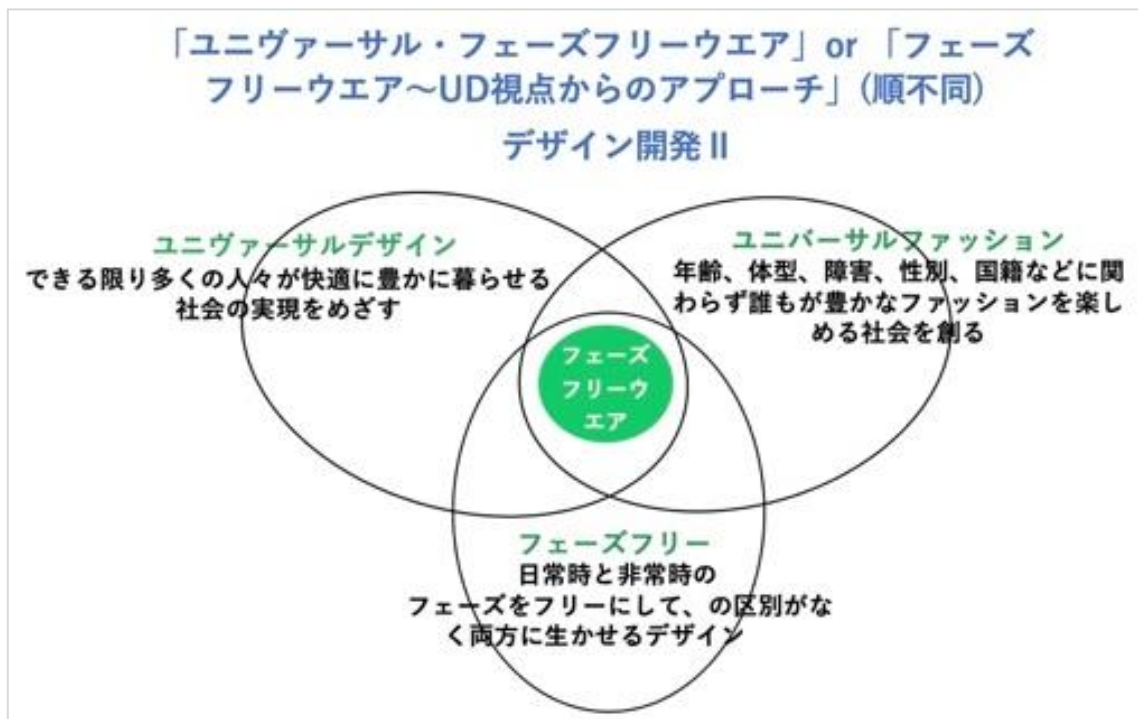 「ユニヴァーサル・フェーズフリーウエア」or 「フェーズ
フリーウエア～UD視点からのアプローチ」(順不同)
デザイン開発Ⅱ
ユニヴァーサルデザイン
できる限り多くの人々が快適に豊かに暮らせる
社会の実現をめざす
ユニバーサルファッション
年齢、体型、障害、性別、国籍などに関
わらず誰もが豊かなファッションを楽し
める社会を創る
フェーズ
フリーウ
エア
フェーズフリー
日常時と非常時の
フェーズをフリーにして、の区別がな
く両方に生かせるデザイン